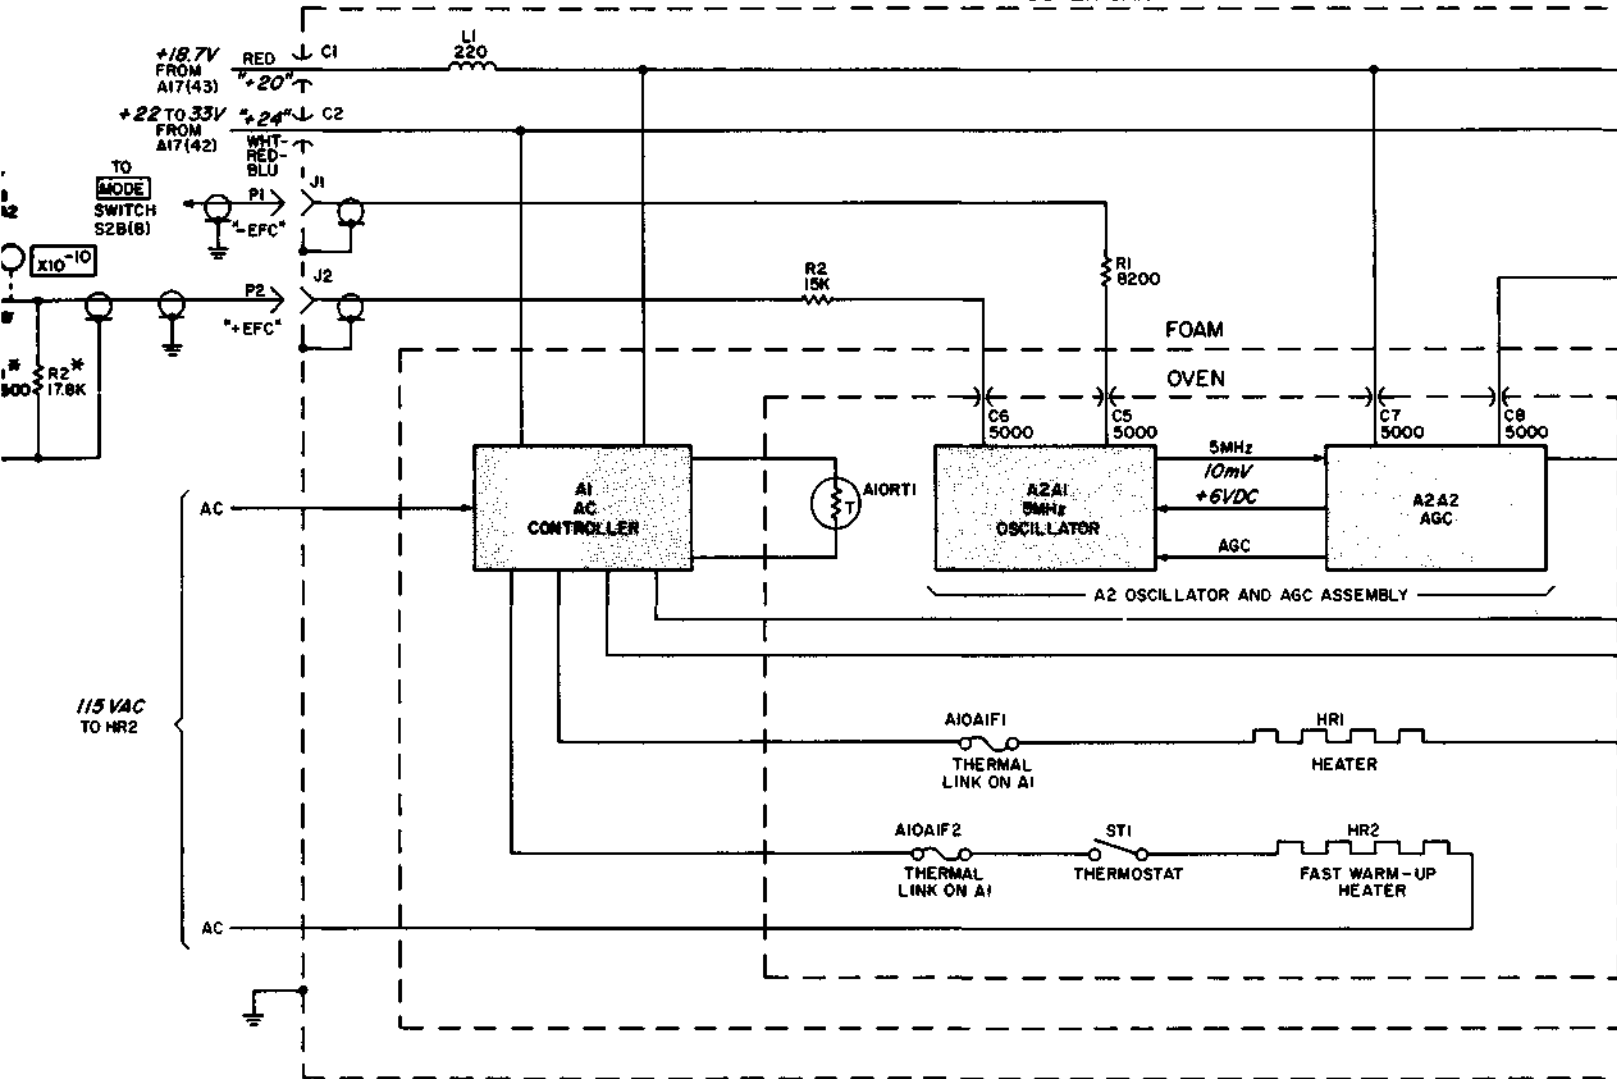 L1
220
+18.7V
FROM
A17(43)
RED
"+20"
C1
+22 TO 33V
FROM
A17(42)
"+24"
WHT-
RED-
BLU
C2
TO
MODE
SWITCH
S2B(8)
P1
"-EFC"
J1
X10-10
P2
"+EFC"
J2
R2
15K
R1
8200
R2*
17.8K
FOAM
OVEN
C6
5000
C5
5000
C7
5000
C8
5000
AC
A1
AC
CONTROLLER
A10RT1
T
A2A1
5MHz
OSCILLATOR
5MHz
10mV
+6VDC
AGC
A2A2
AGC
A2 OSCILLATOR AND AGC ASSEMBLY
115 VAC
TO HR2
A10A1F1
THERMAL
LINK ON A1
HR1
HEATER
A10A1F2
THERMAL
LINK ON A1
ST1
THERMOSTAT
HR2
FAST WARM-UP
HEATER
AC